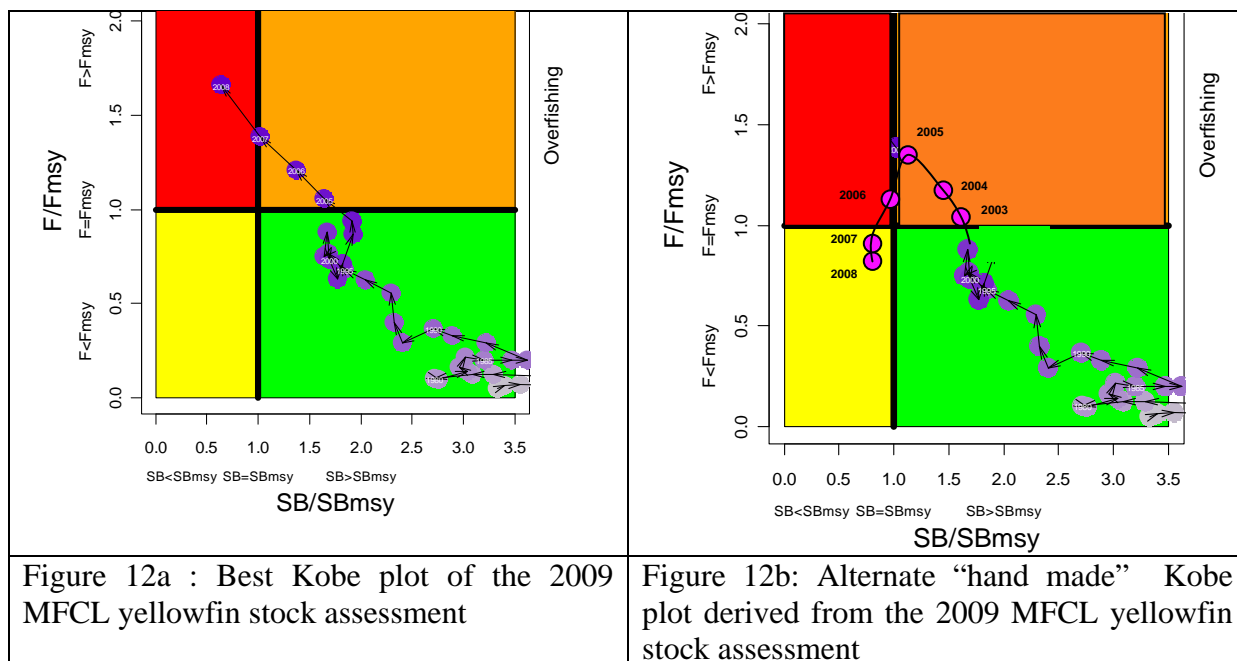 2.0
1.5
1.0
0.5
0.0
F/Fmsy
F<Fmsy
F=Fmsy
F>Fmsy
Overfishing
2008
2007
2006
2005
2000
1995
1990
1985
1980
0.0 0.5 1.0 1.5 2.0 2.5 3.0 3.5
SB<SBmsy SB=SBmsy SB>SBmsy
SB/SBmsy
Figure 12a : Best Kobe plot of the 2009
MFCL yellowfin stock assessment
2.0
1.5
1.0
0.5
0.0
F/Fmsy
F<Fmsy
F=Fmsy
F>Fmsy
Overfishing
2005
2004
2006
2003
2007
2008
2000
1995
1990
1985
1980
0.0 0.5 1.0 1.5 2.0 2.5 3.0 3.5
SB<SBmsy SB=SBmsy SB>SBmsy
SB/SBmsy
Figure 12b: Alternate “hand made” Kobe
plot derived from the 2009 MFCL yellowfin
stock assessment